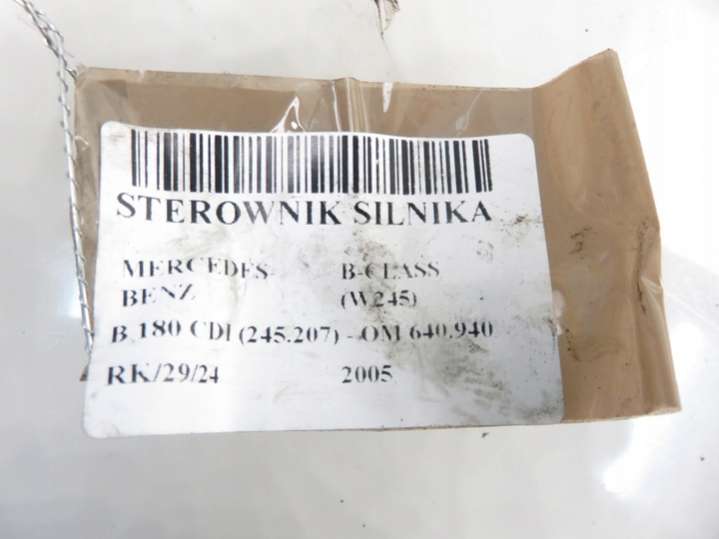 STEROWNIK SILNIKA
MERCEDES- B-CLASS
BENZ (W245)
B 180 CDI (245.207) - OM 640.940
RK/29/24 2005